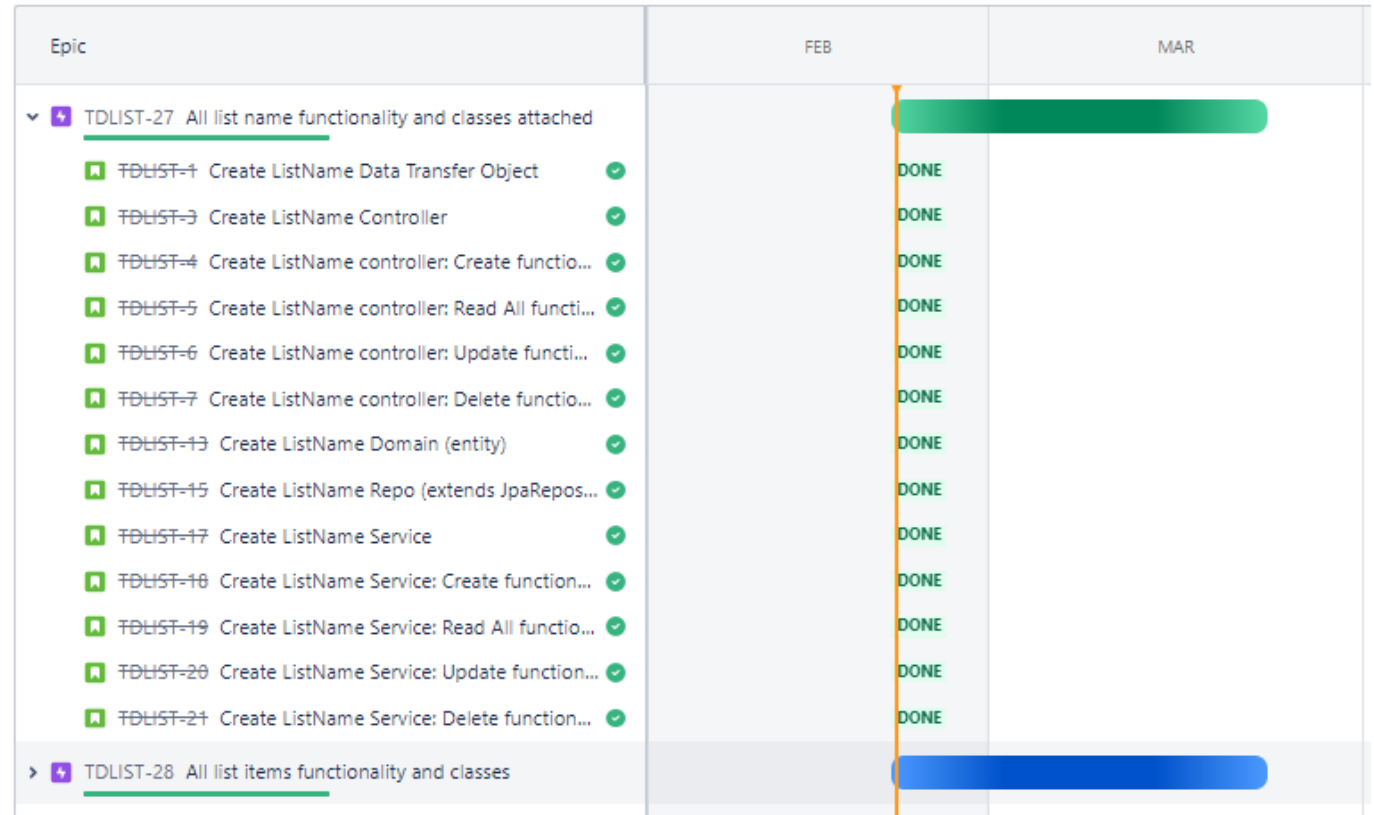 Epic
FEB
MAR
TDLIST-27 All list name functionality and classes attached
TDLIST-1 Create ListName Data Transfer Object DONE
TDLIST-3 Create ListName Controller DONE
TDLIST-4 Create ListName controller: Create functio... DONE
TDLIST-5 Create ListName controller: Read All functi... DONE
TDLIST-6 Create ListName controller: Update functi... DONE
TDLIST-7 Create ListName controller: Delete functio... DONE
TDLIST-13 Create ListName Domain (entity) DONE
TDLIST-15 Create ListName Repo (extends JpaRepos... DONE
TDLIST-17 Create ListName Service DONE
TDLIST-18 Create ListName Service: Create function... DONE
TDLIST-19 Create ListName Service: Read All functio... DONE
TDLIST-20 Create ListName Service: Update function... DONE
TDLIST-21 Create ListName Service: Delete function... DONE
TDLIST-28 All list items functionality and classes